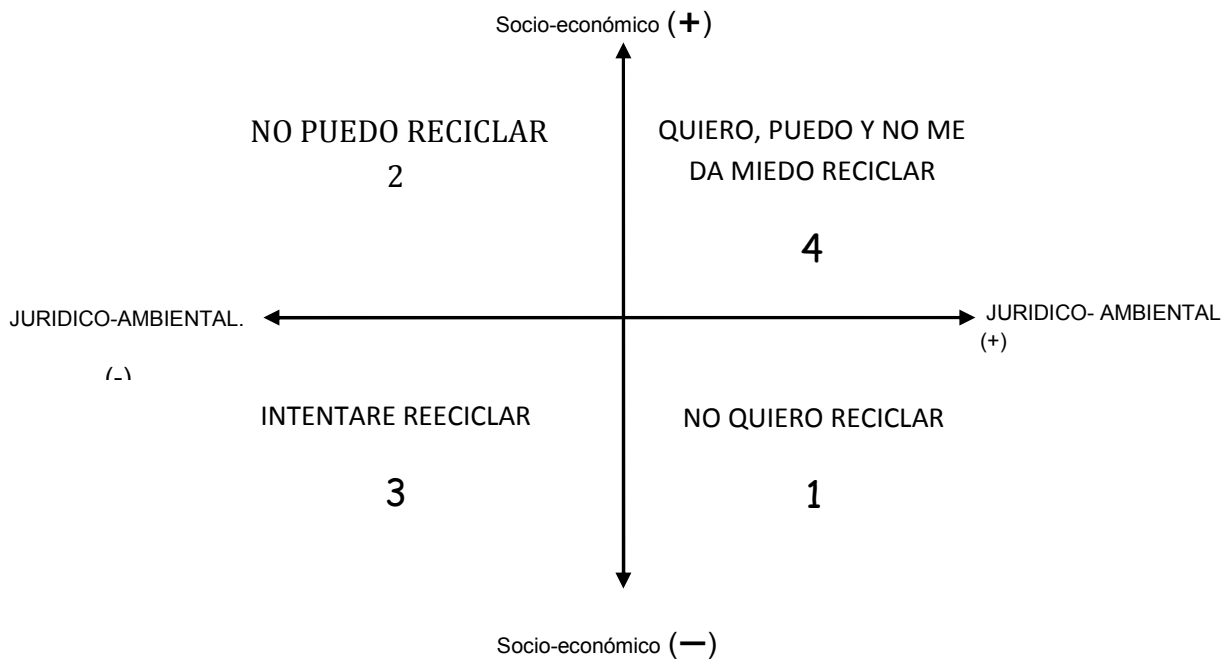 Socio-económico (+)
NO PUEDO RECICLAR
2
QUIERO, PUEDO Y NO ME
DA MIEDO RECICLAR
4
JURIDICO-AMBIENTAL.
(-)
JURIDICO- AMBIENTAL
(+)
INTENTARE REECICLAR
3
NO QUIERO RECICLAR
1
Socio-económico (—)